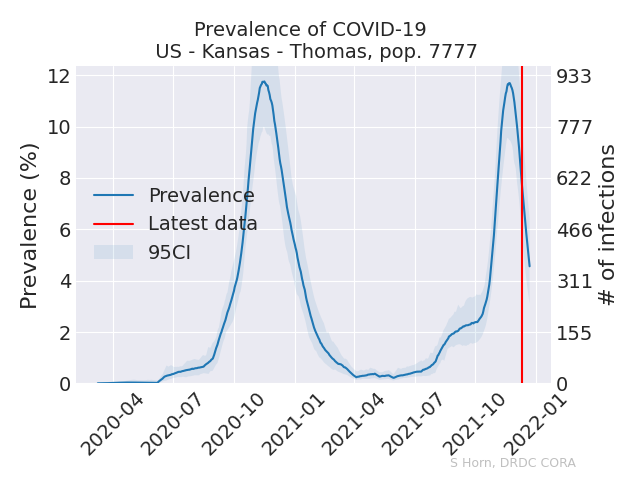 Prevalence of COVID-19
US - Kansas - Thomas, pop. 7777
Prevalence (%)
12
10
8
6
4
2
0
Prevalence
Latest data
95CI
933
777
622
466
311
155
0
# of infections
2020-04
2020-07
2020-10
2021-01
2021-04
2021-07
2021-10
2022-01
S Horn, DRDC CORA